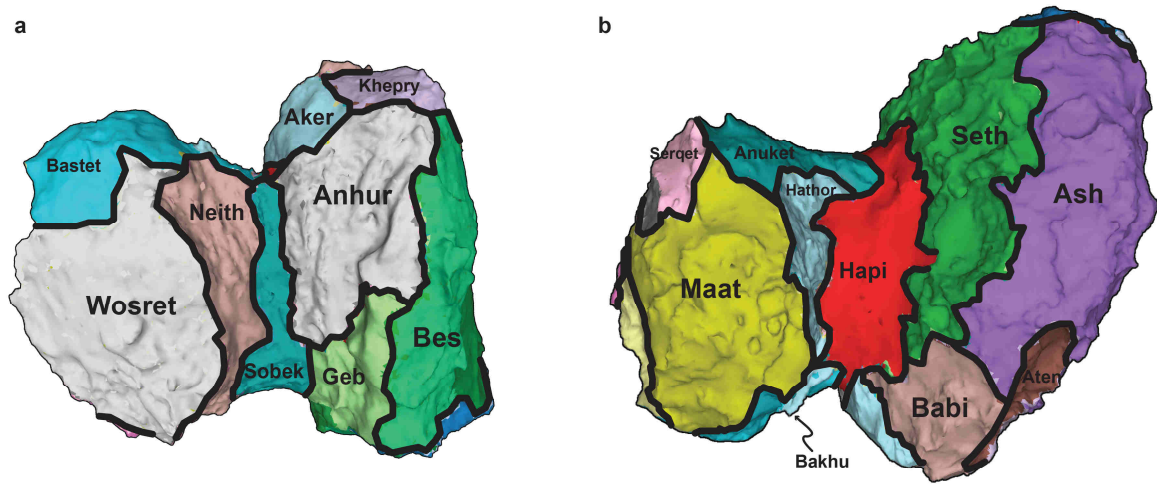 a
Khepry
Aker
Bastet
Anhur
Neith
Wosret
Bes
Sobek
Geb
b
Seth
Serqet
Anuket
Hathor
Ash
Hapi
Maat
Aten
Babi
Bakhu